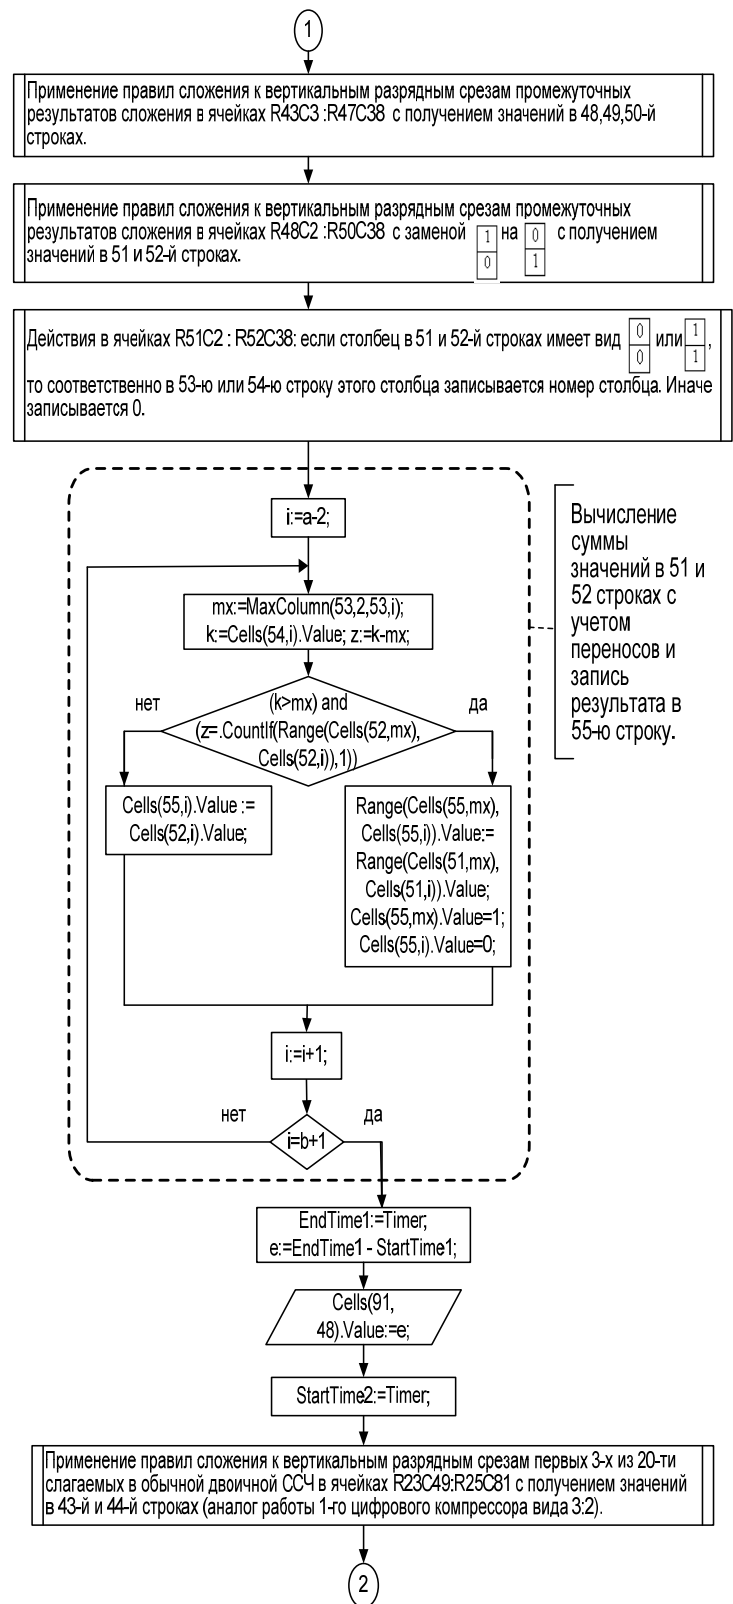 1
Применение правил сложения к вертикальным разрядным срезам промежуточных
результатов сложения в ячейках R43C3 :R47C38 с получением значений в 48,49,50-й
строках.
Применение правил сложения к вертикальным разрядным срезам промежуточных
результатов сложения в ячейках R48C2 :R50C38 с заменой 1 0 на 0 1 с получением
значений в 51 и 52-й строках.
Действия в ячейках R51C2 : R52C38: если столбец в 51 и 52-й строках имеет вид 0 0 или 1 1 ,
то соответственно в 53-ю или 54-ю строку этого столбца записывается номер столбца. Иначе
записывается 0.
i:=a-2;
Вычисление
суммы
значений в 51 и
52 строках с
учетом
переносов и
запись
результата в
55-ю строку.
mx:=MaxColumn(53,2,53,i);
k:=Cells(54,i).Value; z:=k-mx;
нет
(k>mx) and
(z=.CountIf(Range(Cells(52,mx),
Cells(52,i)),1))
да
Cells(55,i).Value :=
Cells(52,i).Value;
Range(Cells(55,mx),
Cells(55,i)).Value:=
Range(Cells(51,mx),
Cells(51,i)).Value;
Cells(55,mx).Value=1;
Cells(55,i).Value=0;
i:=i+1;
нет
да
i=b+1
EndTime1:=Timer;
e:=EndTime1 - StartTime1;
Cells(91,
48).Value:=e;
StartTime2:=Timer;
Применение правил сложения к вертикальным разрядным срезам первых 3-х из 20-ти
слагаемых в обычной двоичной ССЧ в ячейках R23C49:R25C81 с получением значений
в 43-й и 44-й строках (аналог работы 1-го цифрового компрессора вида 3:2).
2